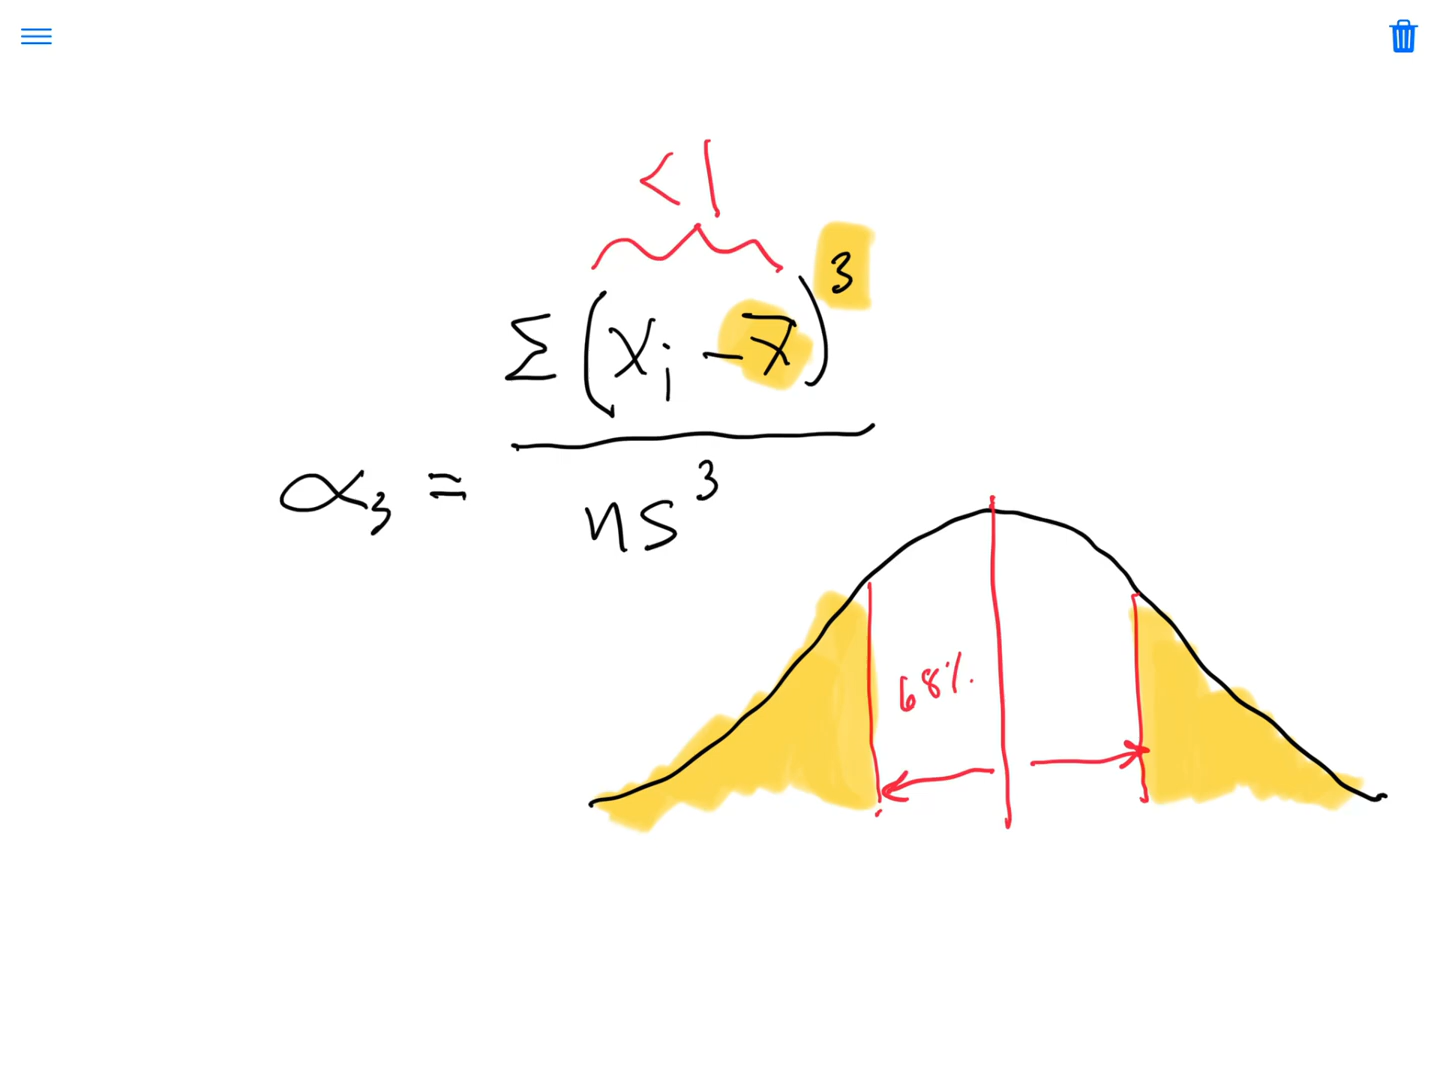 <1
Σ(xᵢ - x̄)³
α₃ = ns³
68%